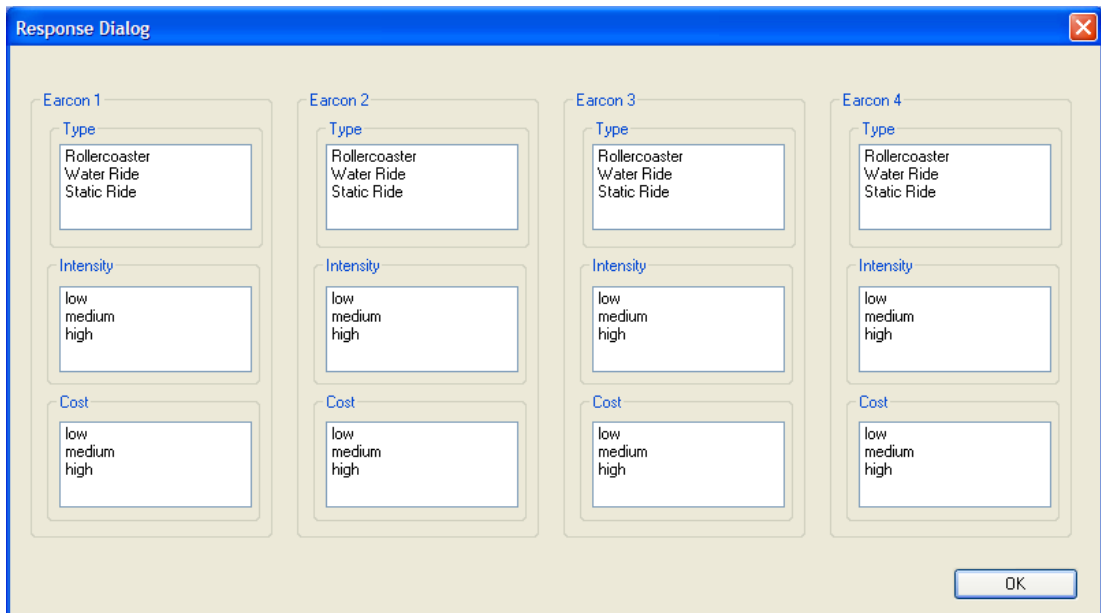 Response Dialog
Earcon 1
Type
Rollercoaster
Water Ride
Static Ride
Intensity
low
medium
high
Cost
low
medium
high
Earcon 2
Type
Rollercoaster
Water Ride
Static Ride
Intensity
low
medium
high
Cost
low
medium
high
Earcon 3
Type
Rollercoaster
Water Ride
Static Ride
Intensity
low
medium
high
Cost
low
medium
high
Earcon 4
Type
Rollercoaster
Water Ride
Static Ride
Intensity
low
medium
high
Cost
low
medium
high
OK